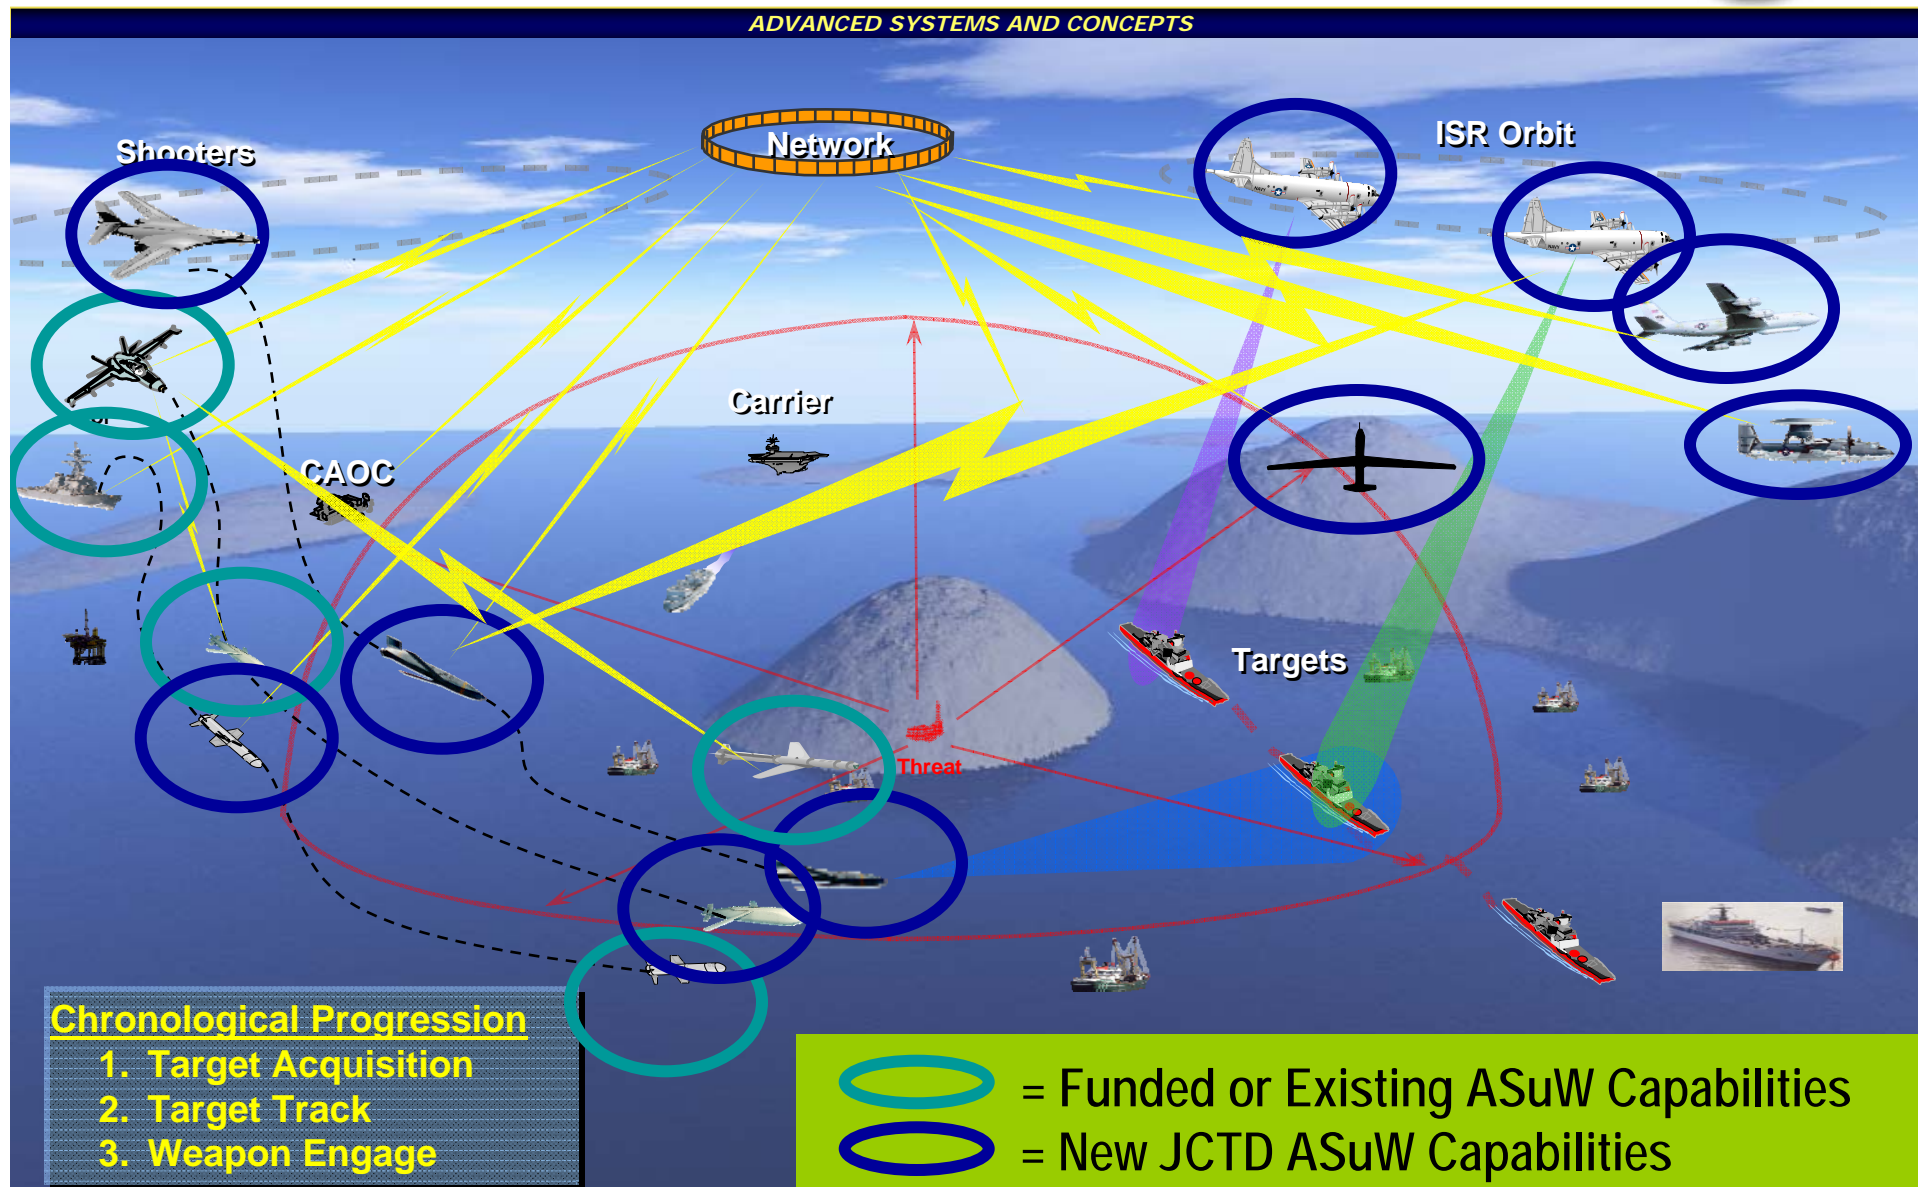 ADVANCED SYSTEMS AND CONCEPTS
Network
ISR Orbit
Shooters
Carrier
CAOC
Targets
Threat
Chronological Progression
1. Target Acquisition
2. Target Track
3. Weapon Engage
= Funded or Existing ASuW Capabilities
= New JCTD ASuW Capabilities